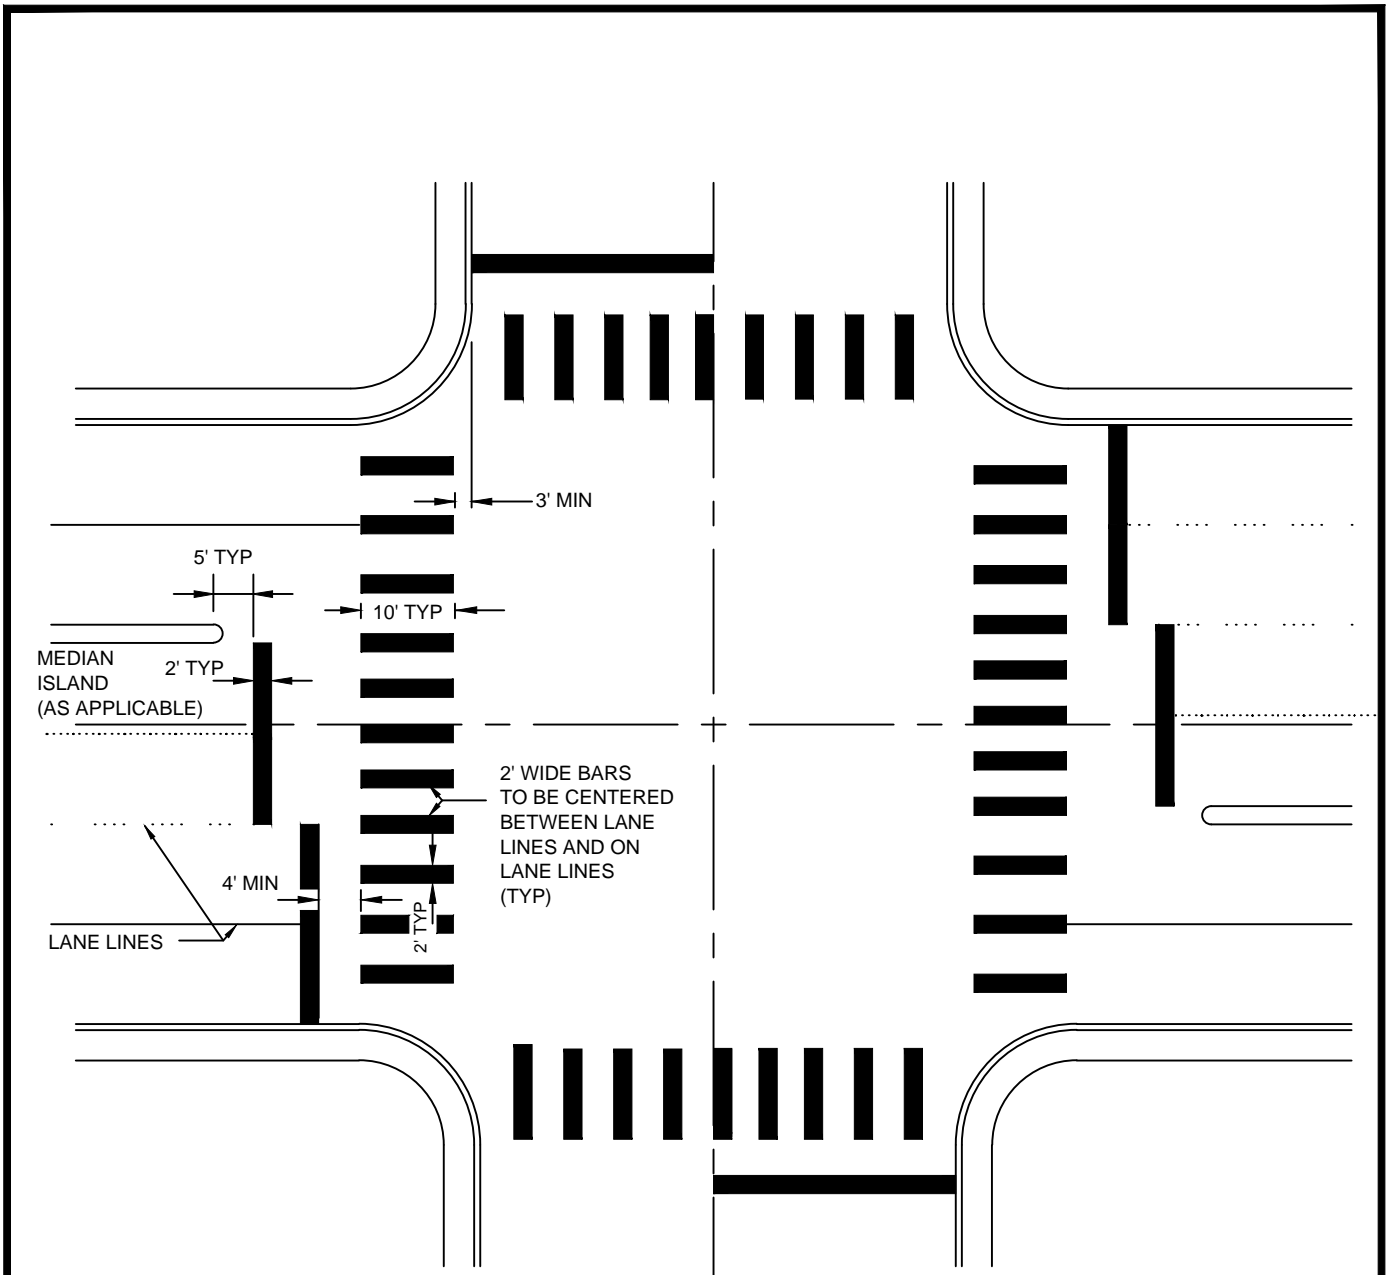 3' MIN
5' TYP
10' TYP
MEDIAN
ISLAND
(AS APPLICABLE)
2' TYP
2' WIDE BARS
TO BE CENTERED
BETWEEN LANE
LINES AND ON
LANE LINES
(TYP)
4' MIN
2' TYP
LANE LINES